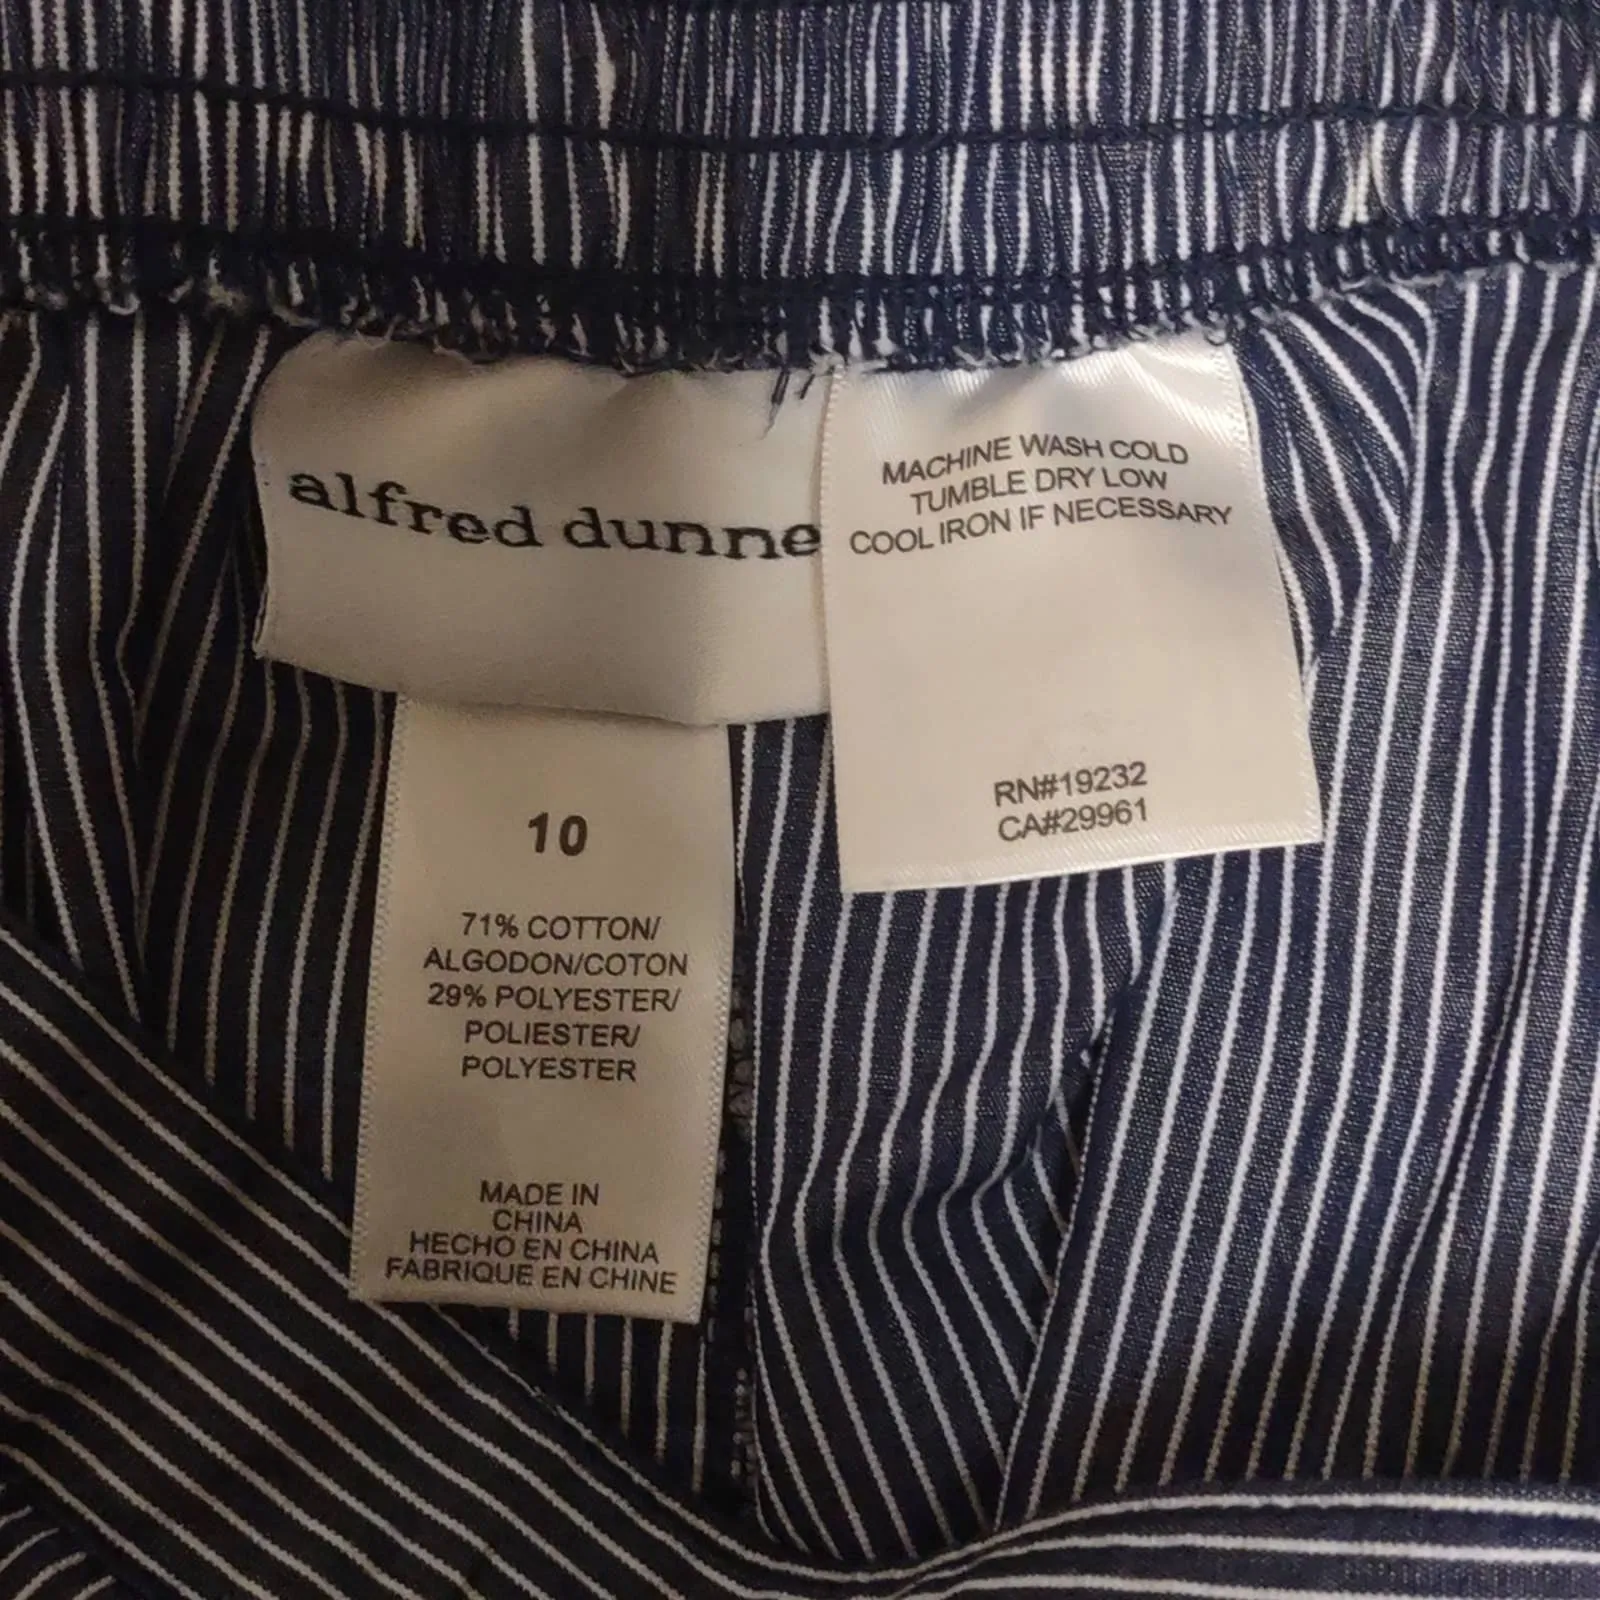 alfred dunne
MACHINE WASH COLD
TUMBLE DRY LOW
COOL IRON IF NECESSARY
RN#19232
CA#29961
10
71% COTTON/
ALGODON/COTON
29% POLYESTER/
POLIESTER/
POLYESTER
MADE IN
CHINA
HECHO EN CHINA
FABRIQUE EN CHINE